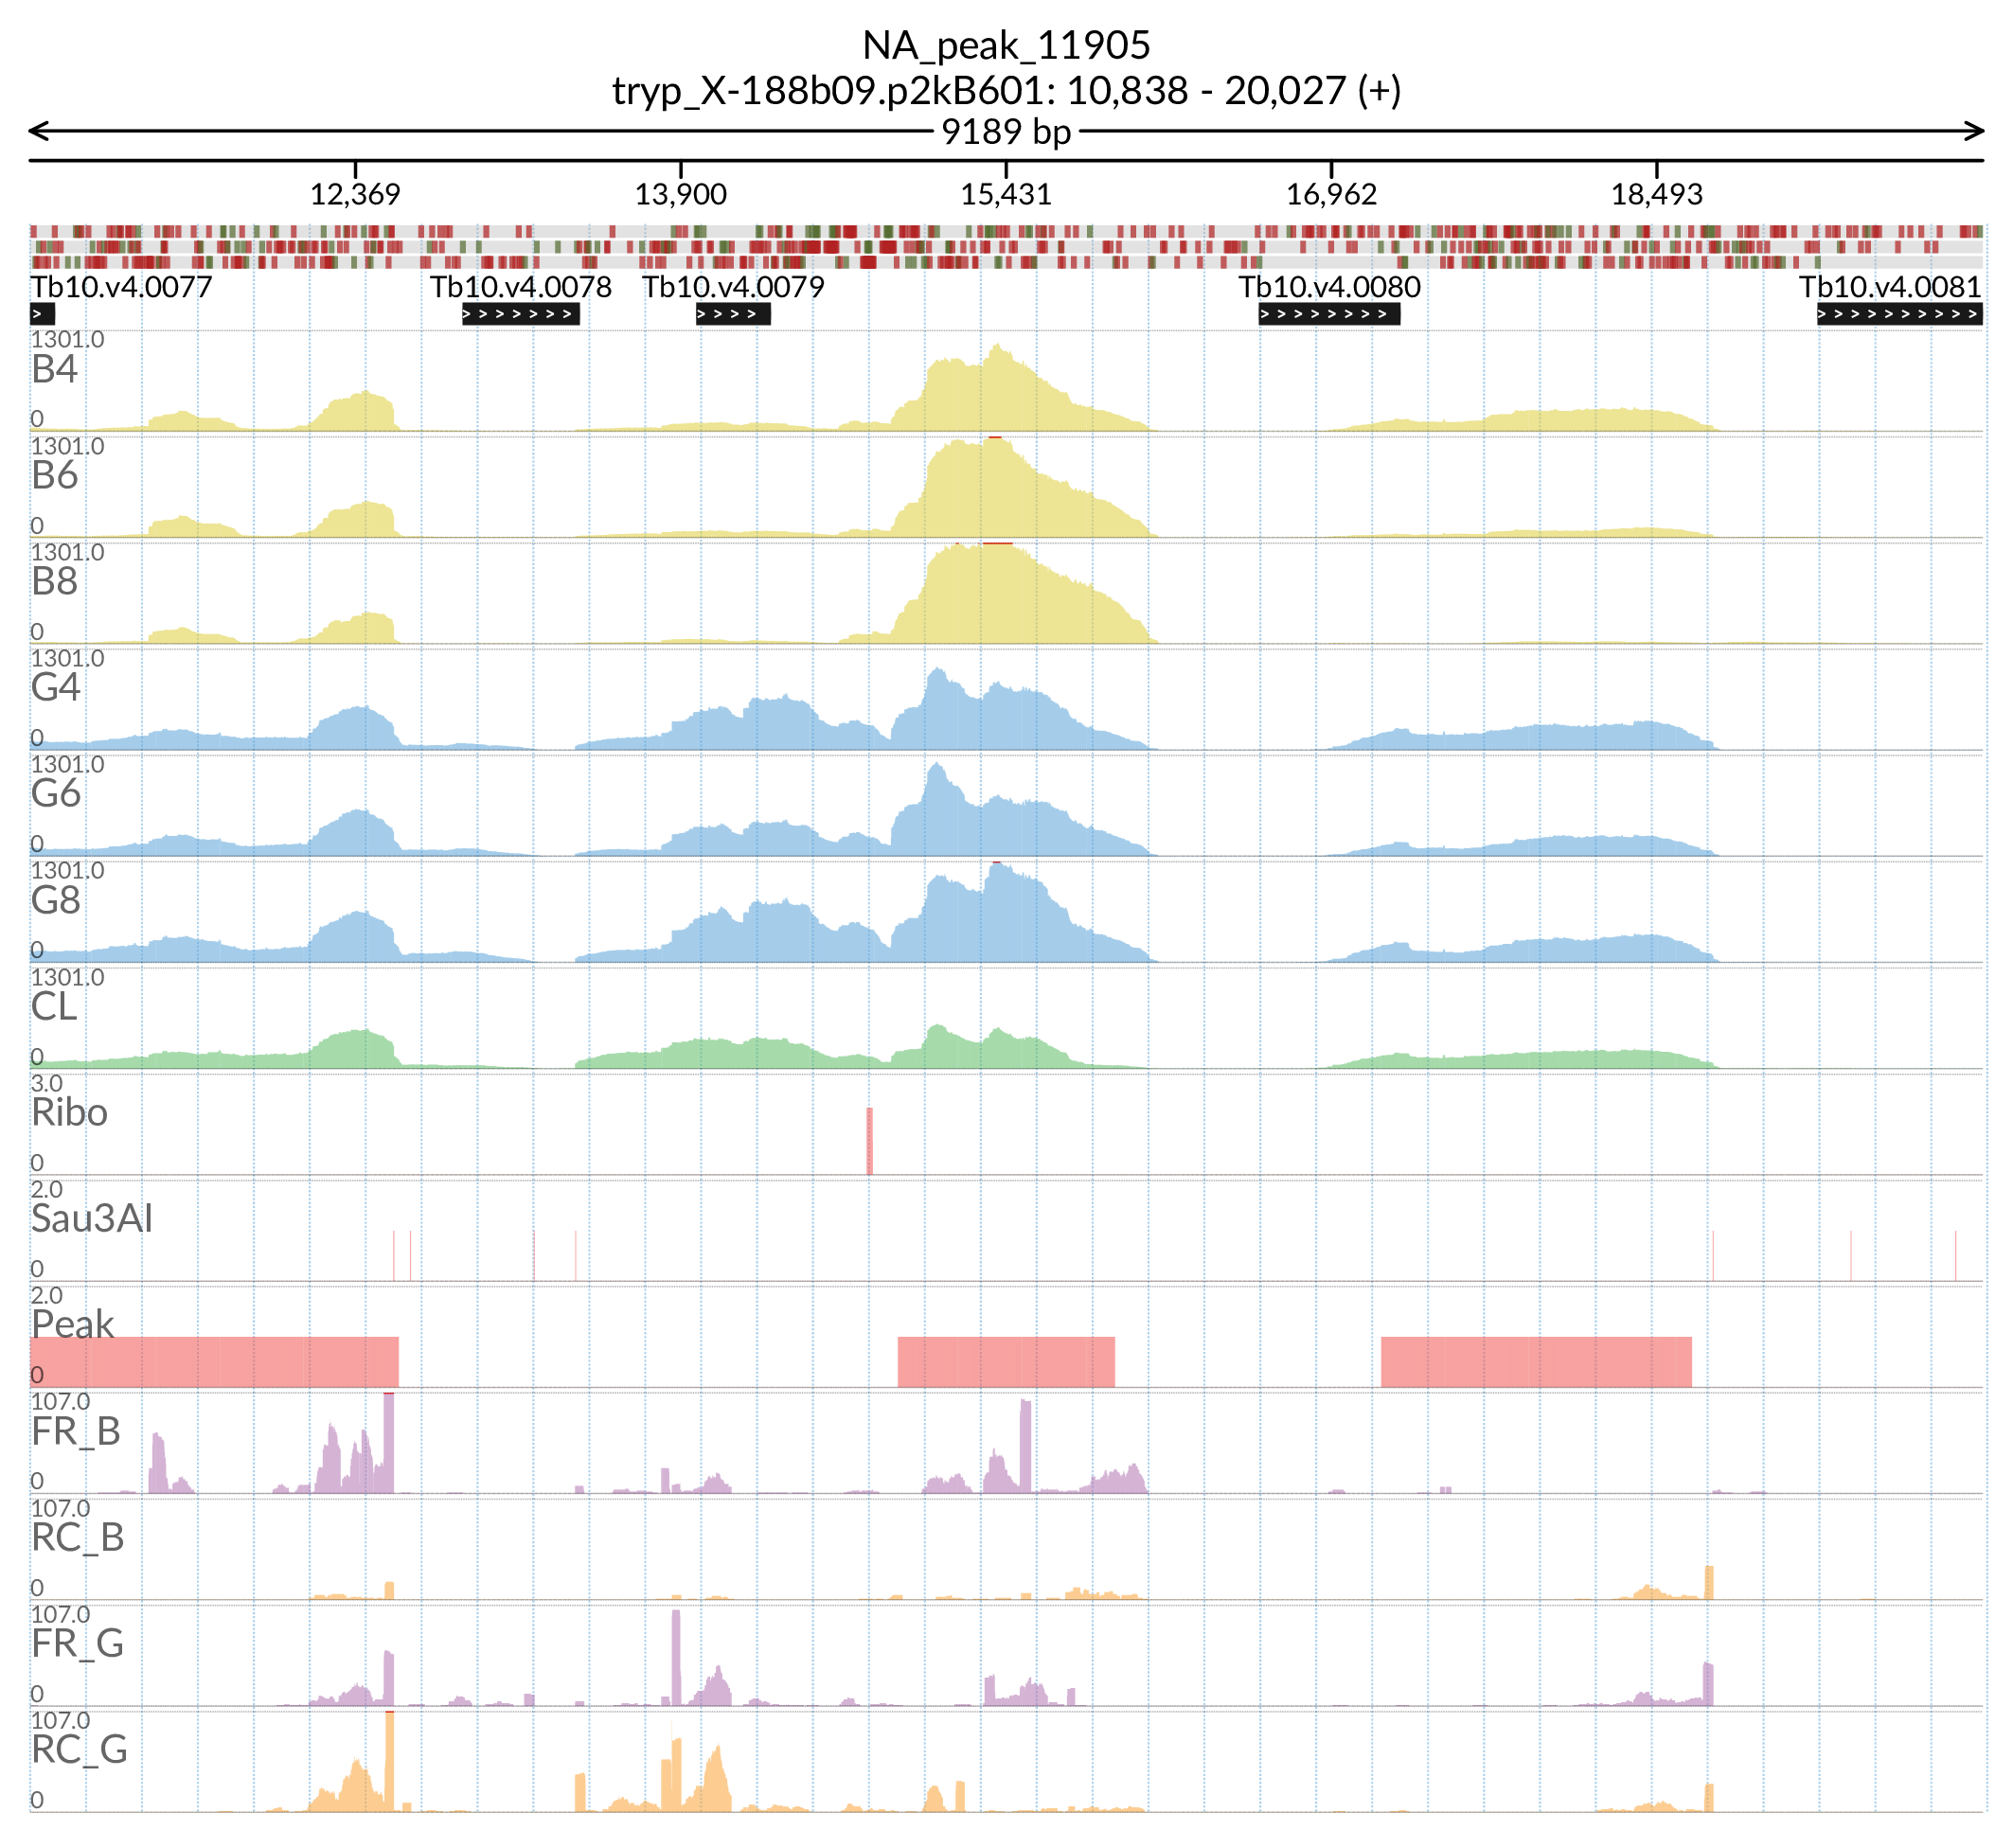 NA_peak_11905
tryp_X-188b09.p2kB601: 10,838 - 20,027 (+)
9189 bp
12,369 13,900 15,431 16,962 18,493
Tb10.v4.0077 Tb10.v4.0078 Tb10.v4.0079 Tb10.v4.0080 Tb10.v4.0081
1301.0
B4
0
1301.0
B6
0
1301.0
B8
0
1301.0
G4
0
1301.0
G6
0
1301.0
G8
0
1301.0
CL
0
3.0
Ribo
0
2.0
Sau3AI
0
2.0
Peak
0
107.0
FR_B
0
107.0
RC_B
0
107.0
FR_G
0
107.0
RC_G
0